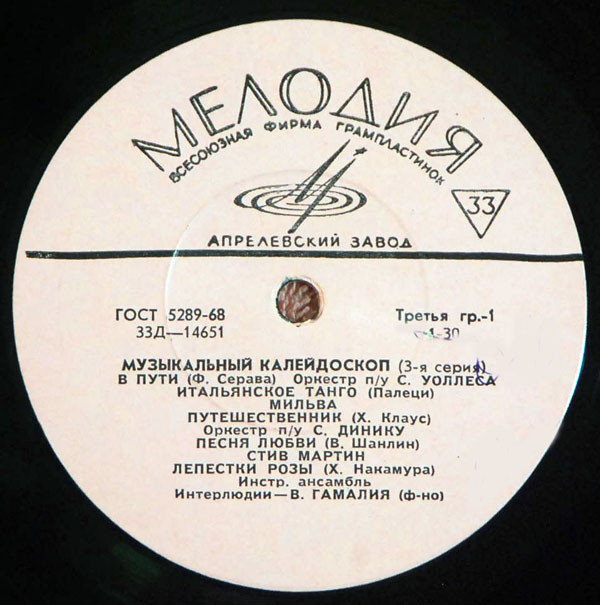 МЕЛОДИЯ
ВСЕСОЮЗНАЯ ФИРМА ГРАМПЛАСТИНОК
33
АПРЕЛЕВСКИЙ ЗАВОД
ГОСТ 5289-68 Третья гр.-1
33Д—14651 1-30
МУЗЫКАЛЬНЫЙ КАЛЕЙДОСКОП (3-я серия)
В ПУТИ (Ф. Серава) Оркестр п/у С. УОЛЛЕСА
ИТАЛЬЯНСКОЕ ТАНГО (Палеци)
МИЛЬВА
ПУТЕШЕСТВЕННИК (Х. Клаус)
Оркестр п/у С. ДИНИКУ
ПЕСНЯ ЛЮБВИ (В. Шанлин)
СТИВ МАРТИН
ЛЕПЕСТКИ РОЗЫ (Х. Накамура)
Инстр. ансамбль
Интерлюдии—В. ГАМАЛИЯ (ф-но)